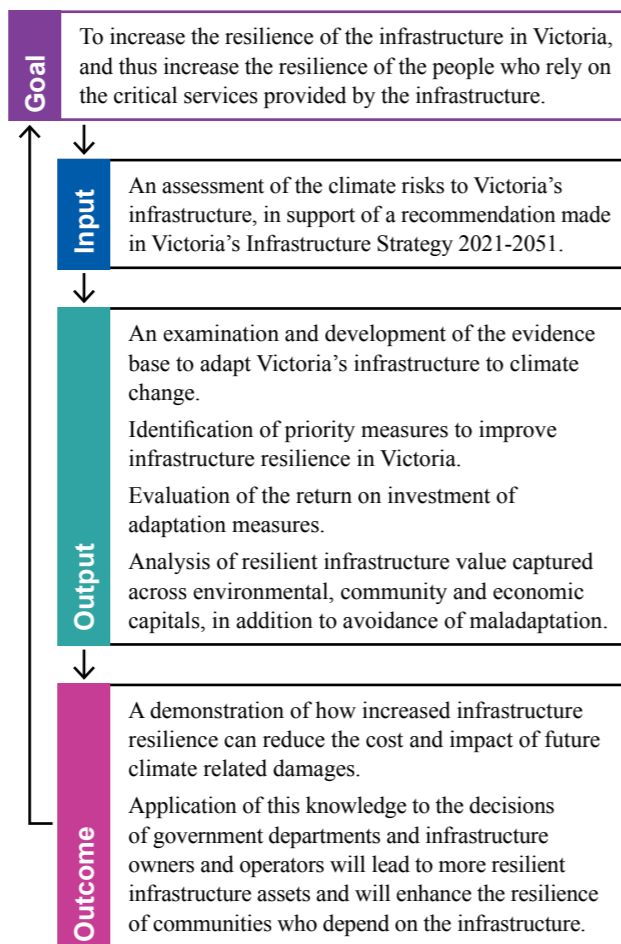 Goal
To increase the resilience of the infrastructure in Victoria,
and thus increase the resilience of the people who rely on
the critical services provided by the infrastructure.
Input
An assessment of the climate risks to Victoria's
infrastructure, in support of a recommendation made
in Victoria's Infrastructure Strategy 2021-2051.
Output
An examination and development of the evidence
base to adapt Victoria's infrastructure to climate
change.
Identification of priority measures to improve
infrastructure resilience in Victoria.
Evaluation of the return on investment of
adaptation measures.
Analysis of resilient infrastructure value captured
across environmental, community and economic
capitals, in addition to avoidance of maladaptation.
Outcome
A demonstration of how increased infrastructure
resilience can reduce the cost and impact of future
climate related damages.
Application of this knowledge to the decisions
of government departments and infrastructure
owners and operators will lead to more resilient
infrastructure assets and will enhance the resilience
of communities who depend on the infrastructure.